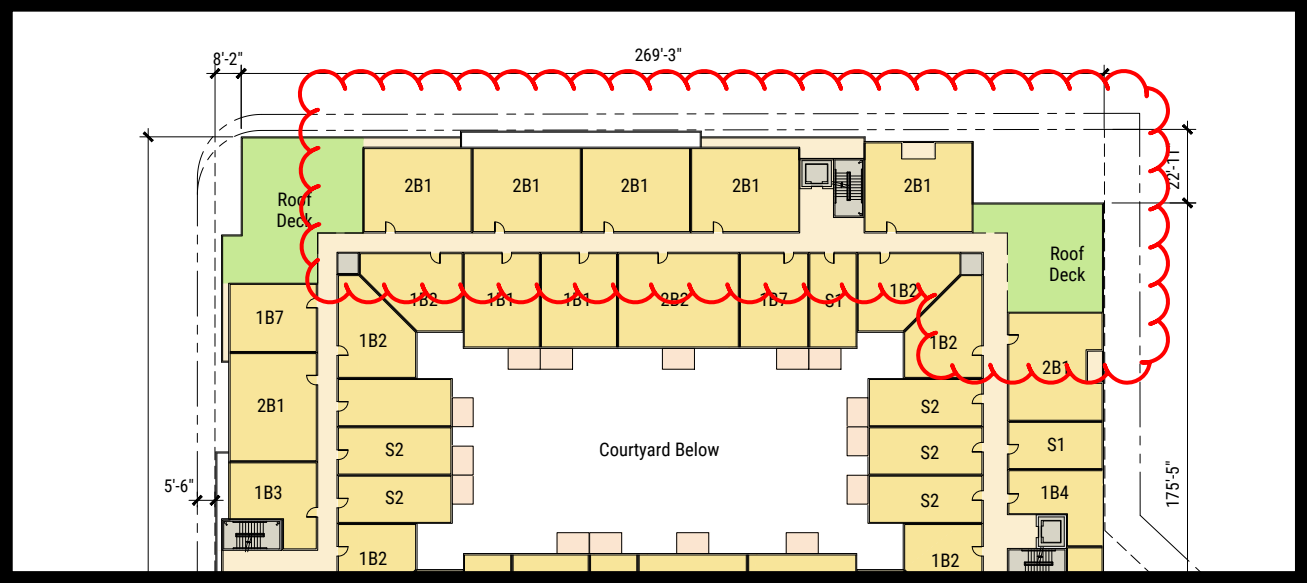 8'-2"
269'-3"
2B1
2B1
2B1
2B1
2B1
22'-11"
Roof
Deck
Roof
Deck
1B2
1B1
1B1
2B2
1B7
S1
1B2
1B7
1B2
1B2
2B1
2B1
S2
S2
S2
S2
S2
Courtyard Below
S1
5'-6"
1B3
1B4
175'-5"
1B2
1B2